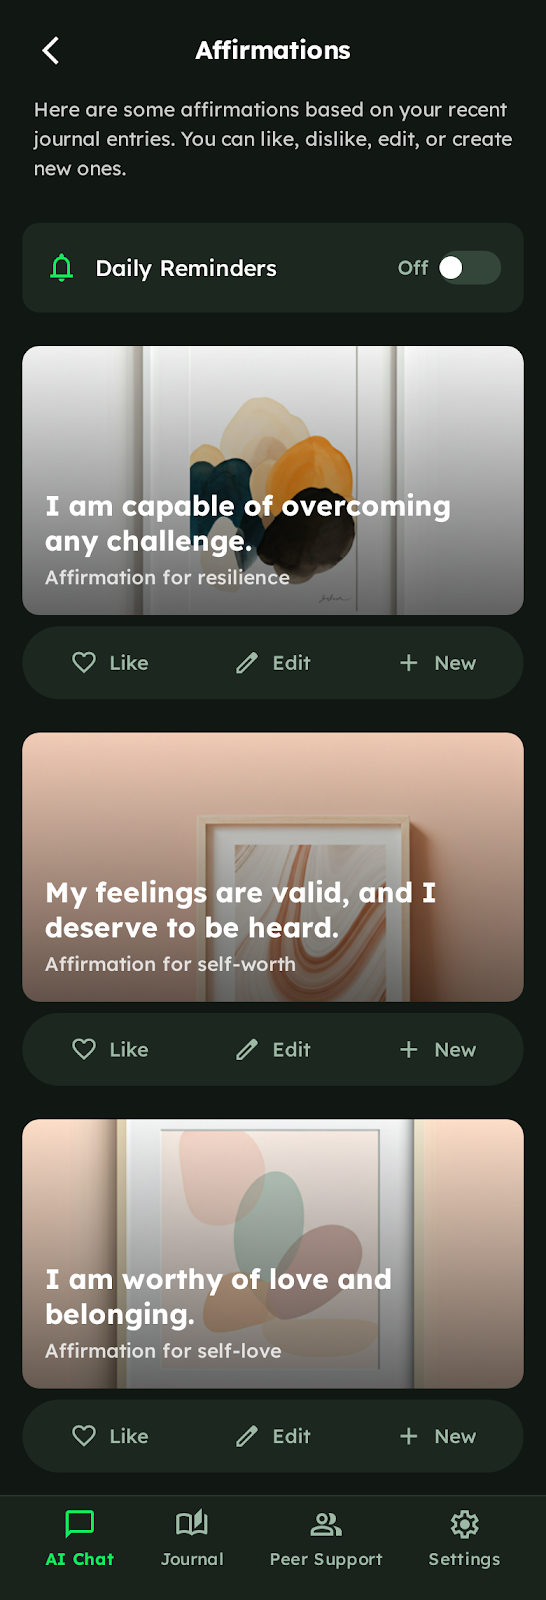 Affirmations
Here are some affirmations based on your recent
journal entries. You can like, dislike, edit, or create
new ones.
Daily Reminders
Off
I am capable of overcoming
any challenge.
Affirmation for resilience
Like
Edit
New
My feelings are valid, and I
deserve to be heard.
Affirmation for self-worth
Like
Edit
New
I am worthy of love and
belonging.
Affirmation for self-love
Like
Edit
New
AI Chat
Journal
Peer Support
Settings